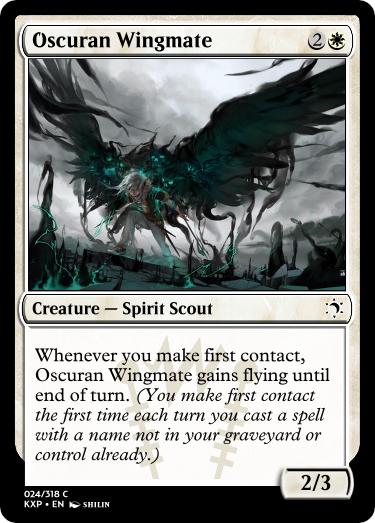 Oscuran Wingmate 2
Creature — Spirit Scout
Whenever you make first contact,
Oscuran Wingmate gains flying until
end of turn. (You make first contact
the first time each turn you cast a spell
with a name not in your graveyard or
control already.)
2/3
024/318 C
KXP • EN SHILIN